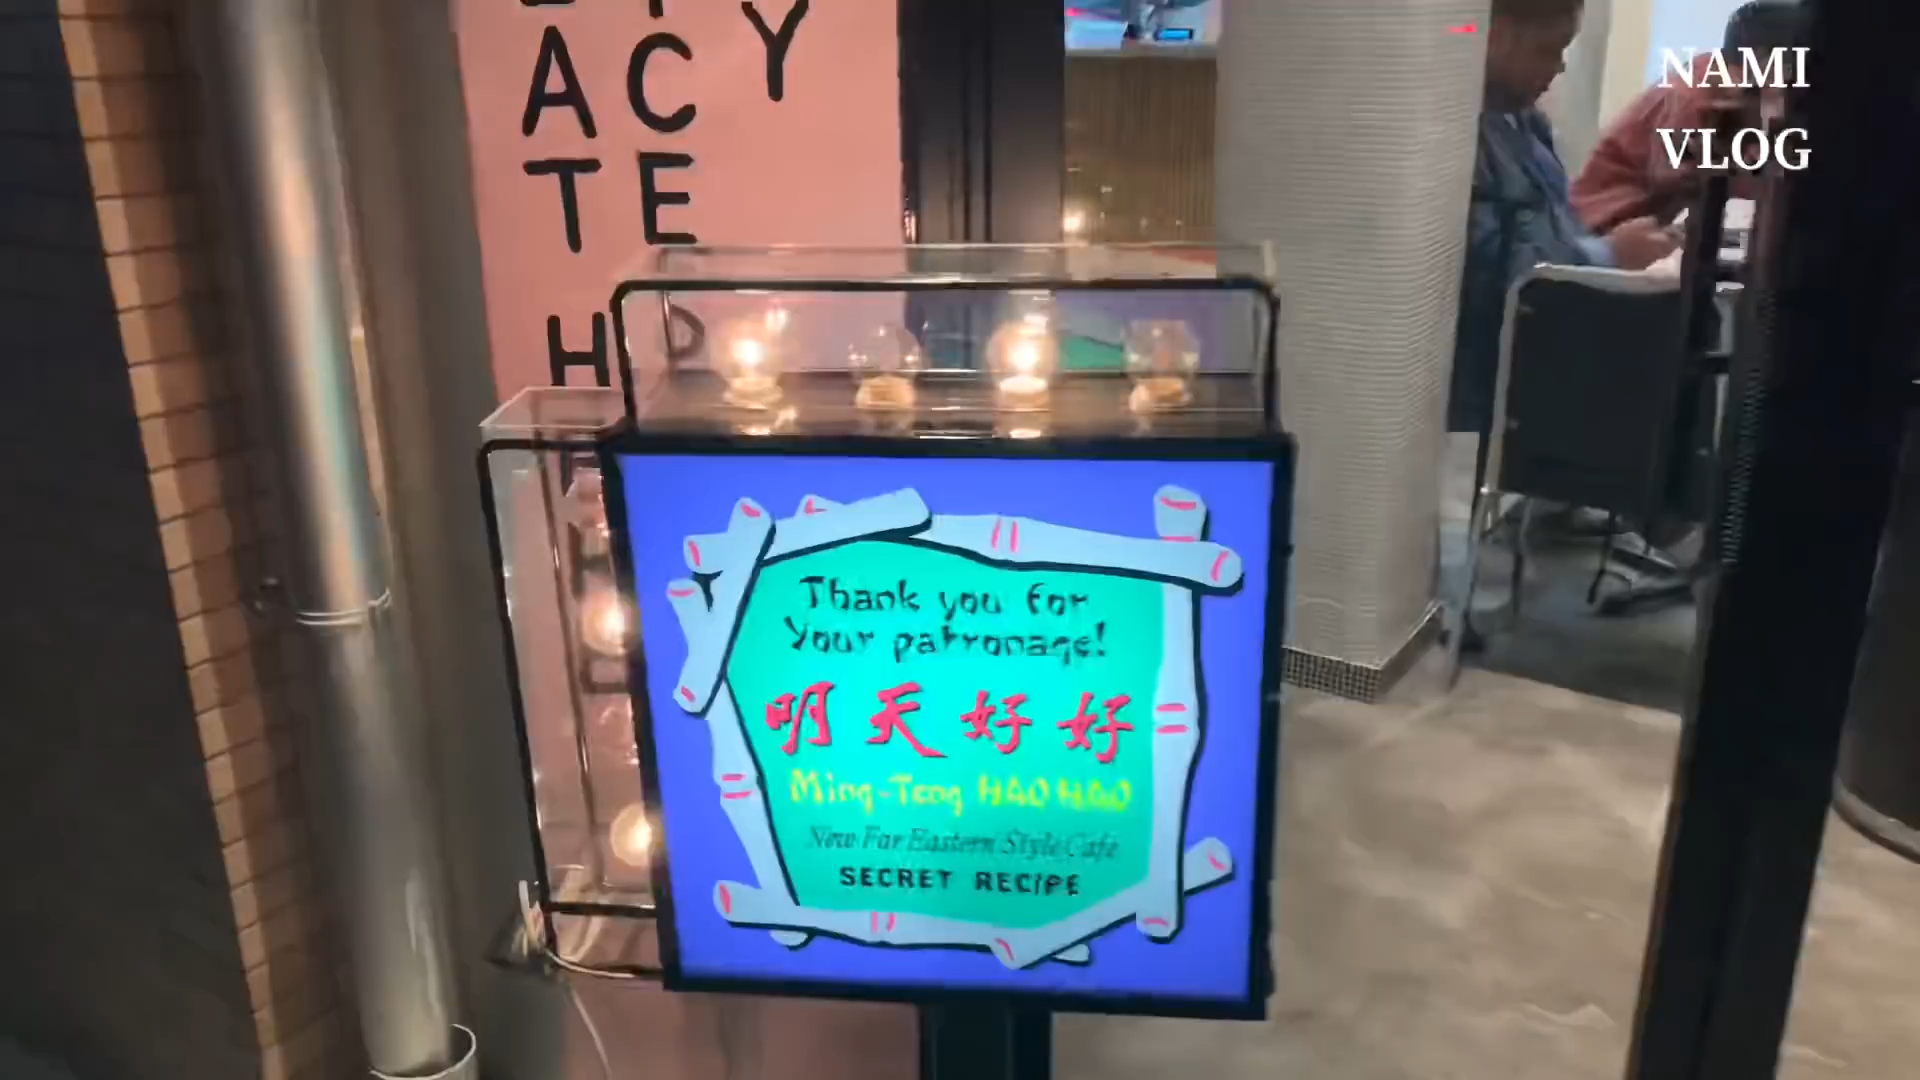 NAMI
VLOG
Thank you for
your patronage!
明天好好
Ming-Teng HAO HAO
New Far Eastern Style Cafe
SECRET RECIPE